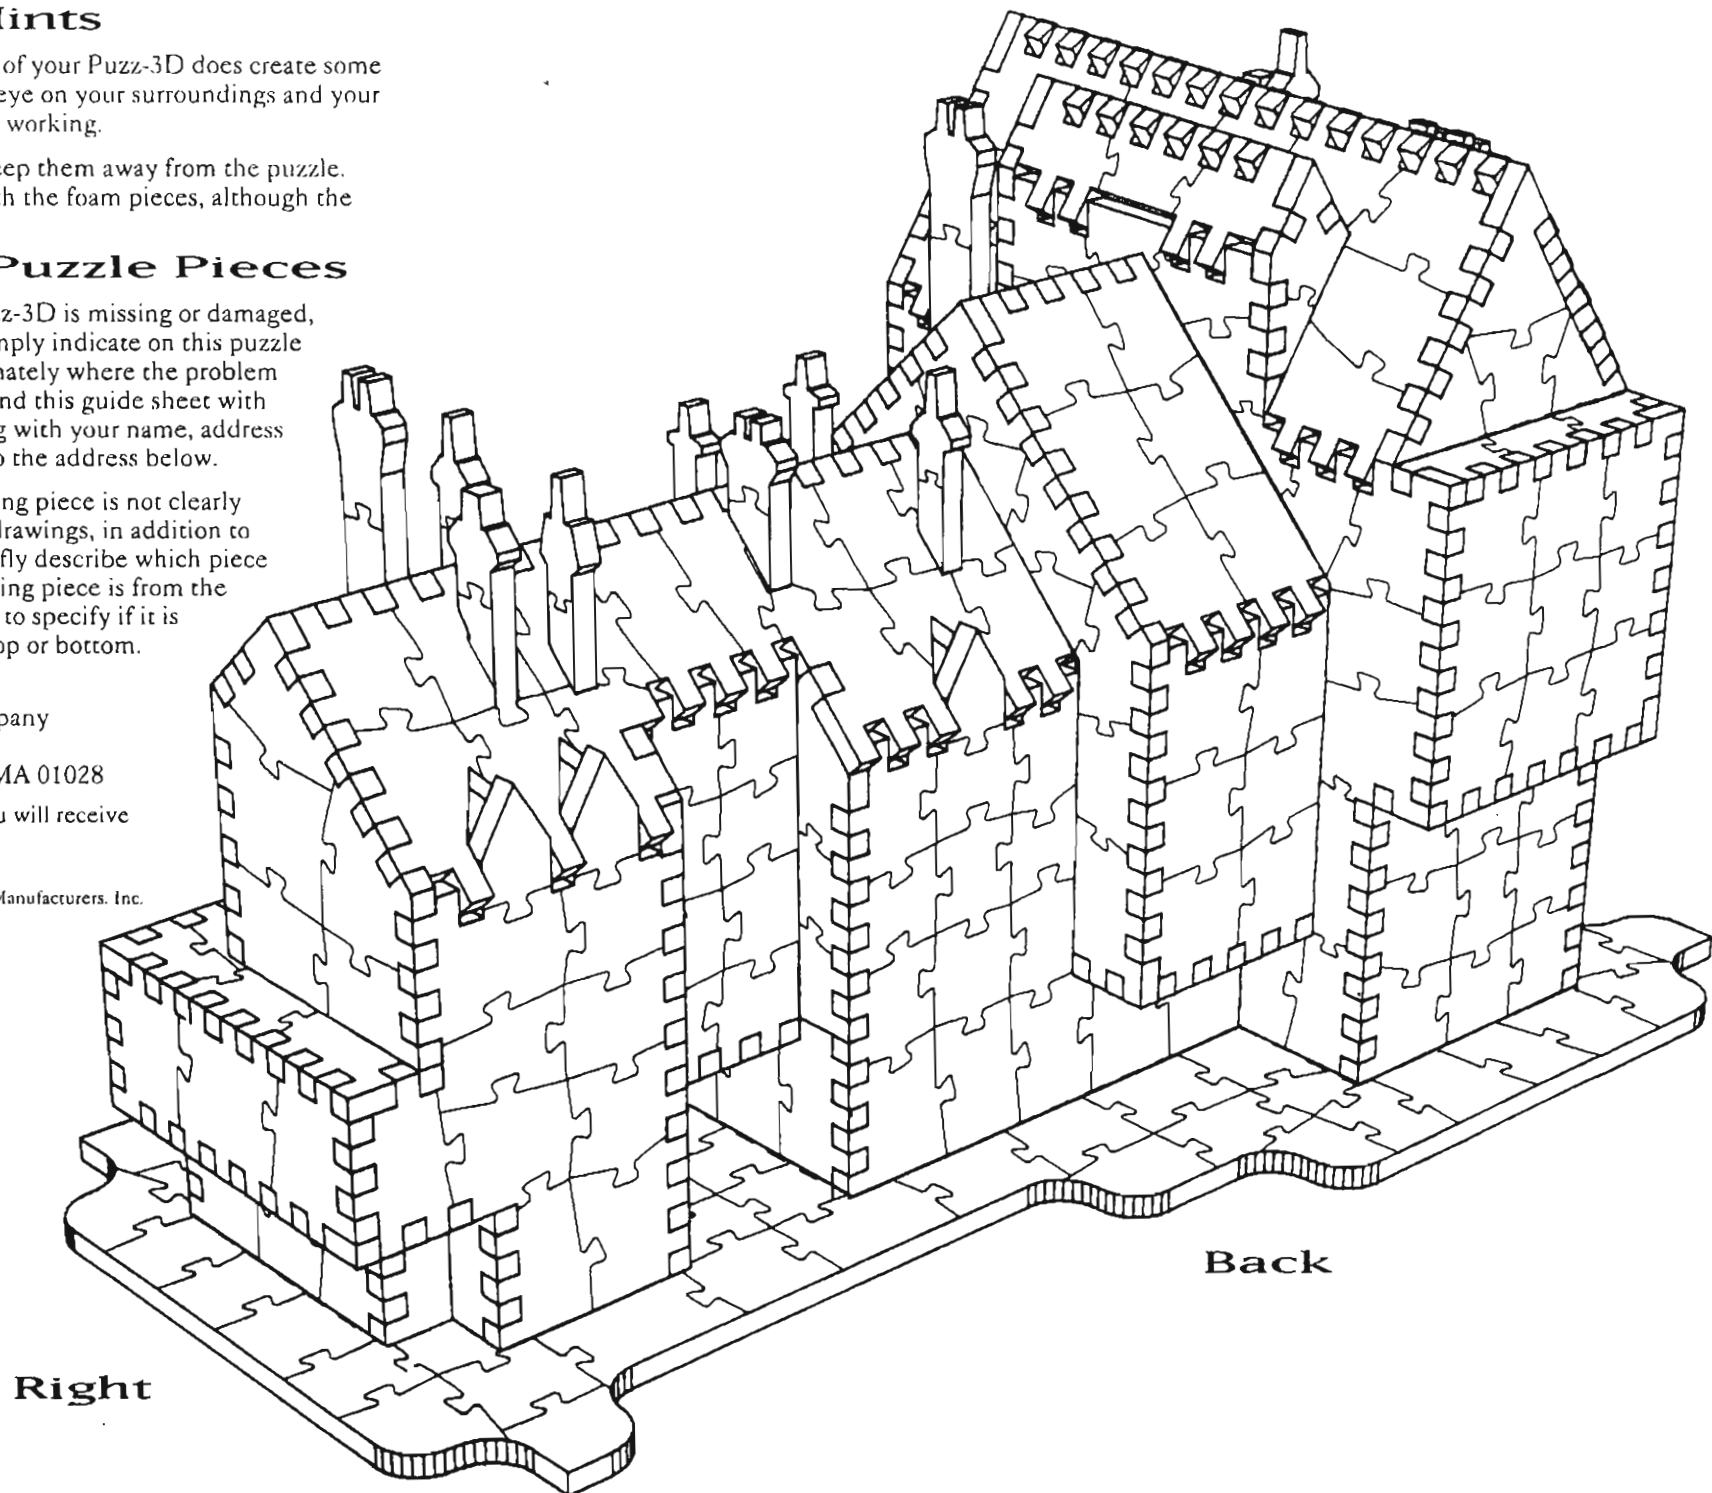 Hints
of your Puzz-3D does create some
eye on your surroundings and your
working.
eep them away from the puzzle.
th the foam pieces, although the
Puzzle Pieces
zz-3D is missing or damaged,
mply indicate on this puzzle
mately where the problem
nd this guide sheet with
g with your name, address
o the address below.
ing piece is not clearly
drawings, in addition to
fly describe which piece
ing piece is from the
to specify if it is
op or bottom.
pany
MA 01028
u will receive
Manufacturers. Inc.
Back
Right